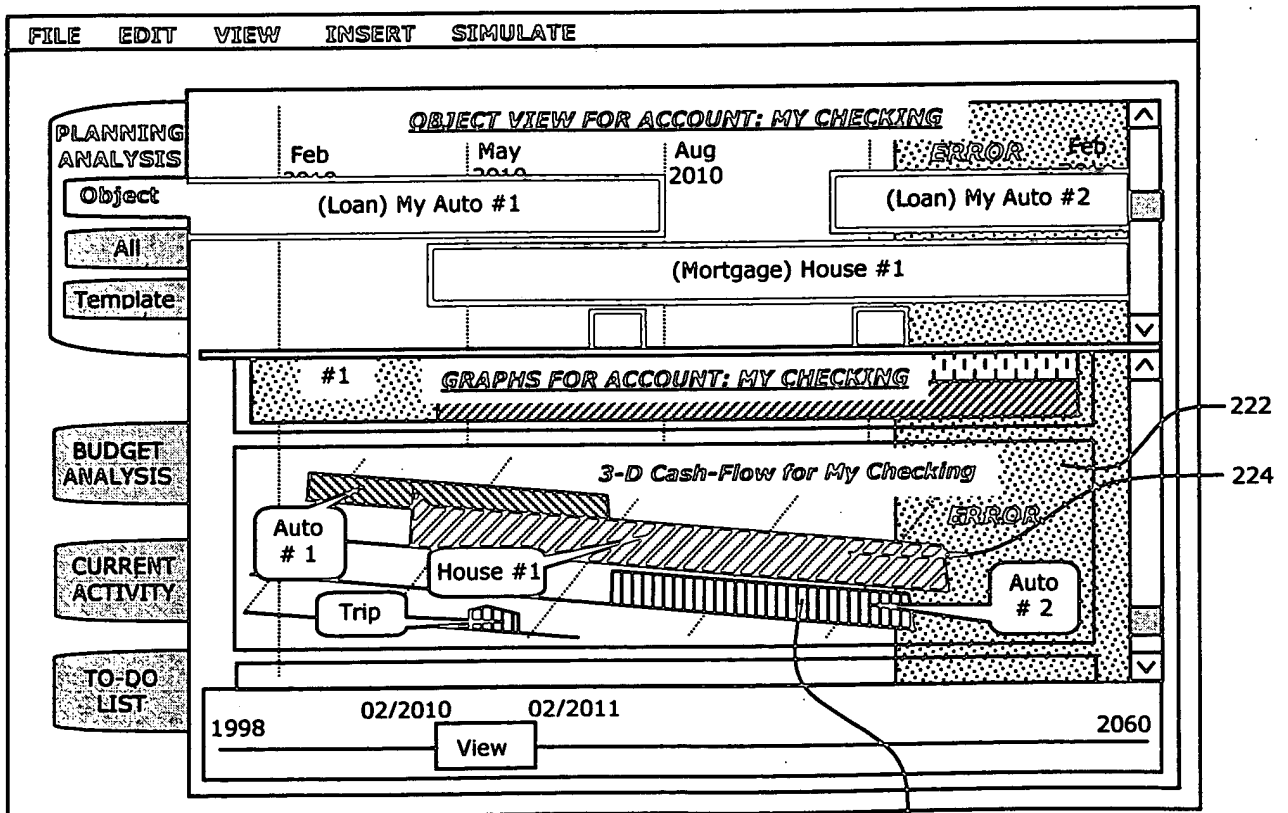 FILE EDIT VIEW INSERT SIMULATE
PLANNING
ANALYSIS
Object
All
Template
BUDGET
ANALYSIS
CURRENT
ACTIVITY
TO-DO
LIST
OBJECT VIEW FOR ACCOUNT: MY CHECKING
Feb
May
Aug
2010
ERROR
Feb
(Loan) My Auto #1
(Loan) My Auto #2
(Mortgage) House #1
#1
GRAPHS FOR ACCOUNT: MY CHECKING
3-D Cash-Flow for My Checking
ERROR
Auto
# 1
House #1
Trip
Auto
# 2
222
224
1998
02/2010
02/2011
2060
View